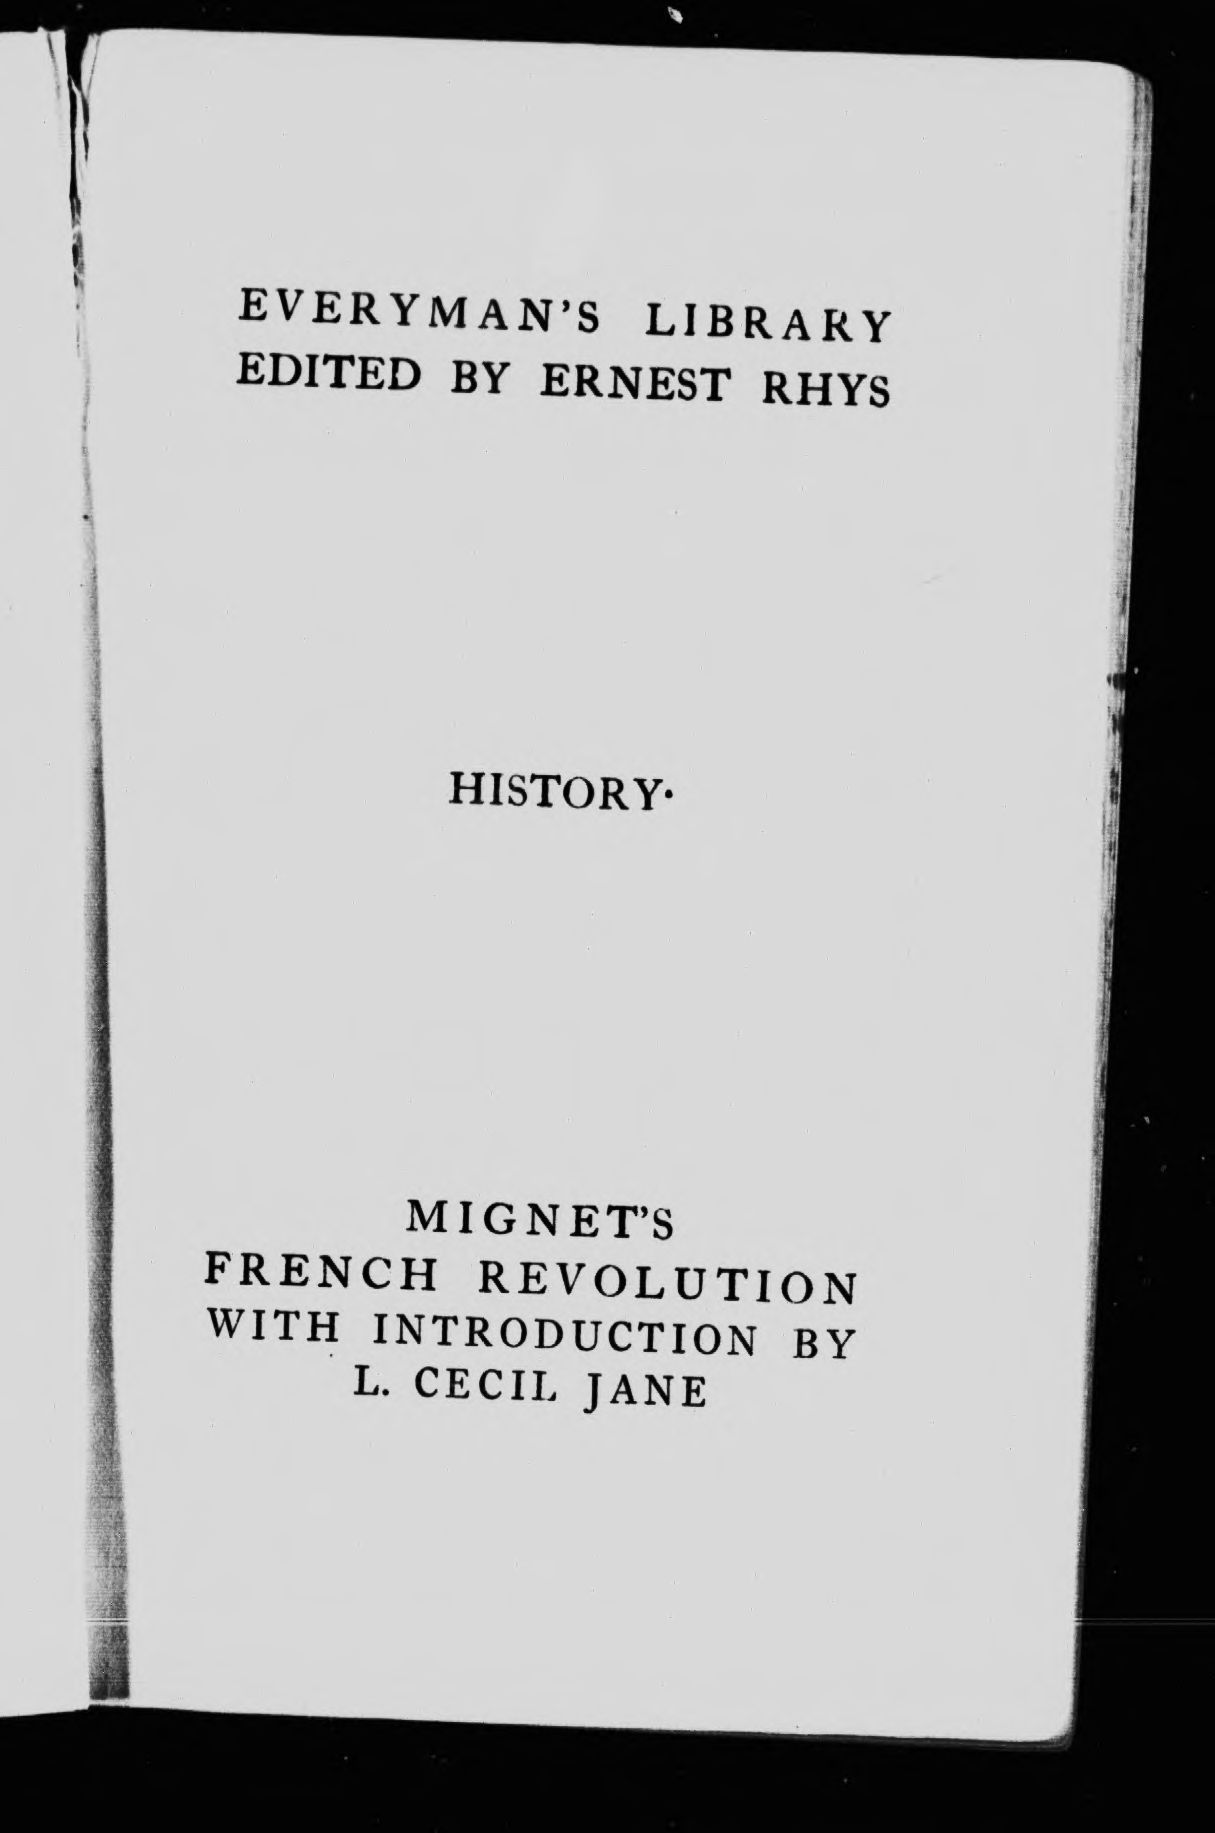 EVERYMAN'S LIBRARY
EDITED BY ERNEST RHYS
HISTORY·
MIGNET'S
FRENCH REVOLUTION
WITH INTRODUCTION BY
L. CECIL JANE